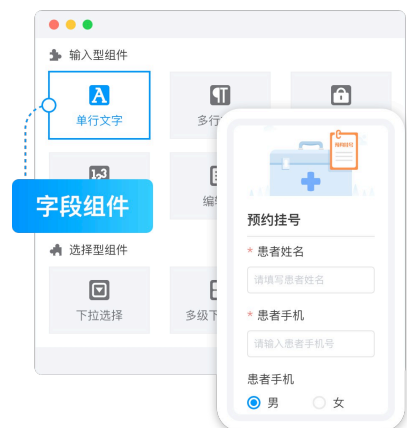 输入型组件
单行文字
多行
字段组件
编
选择型组件
下拉选择
多级下
预约挂号
* 患者姓名
请填写患者姓名
* 患者手机
请输入患者手机号
患者手机
男
女